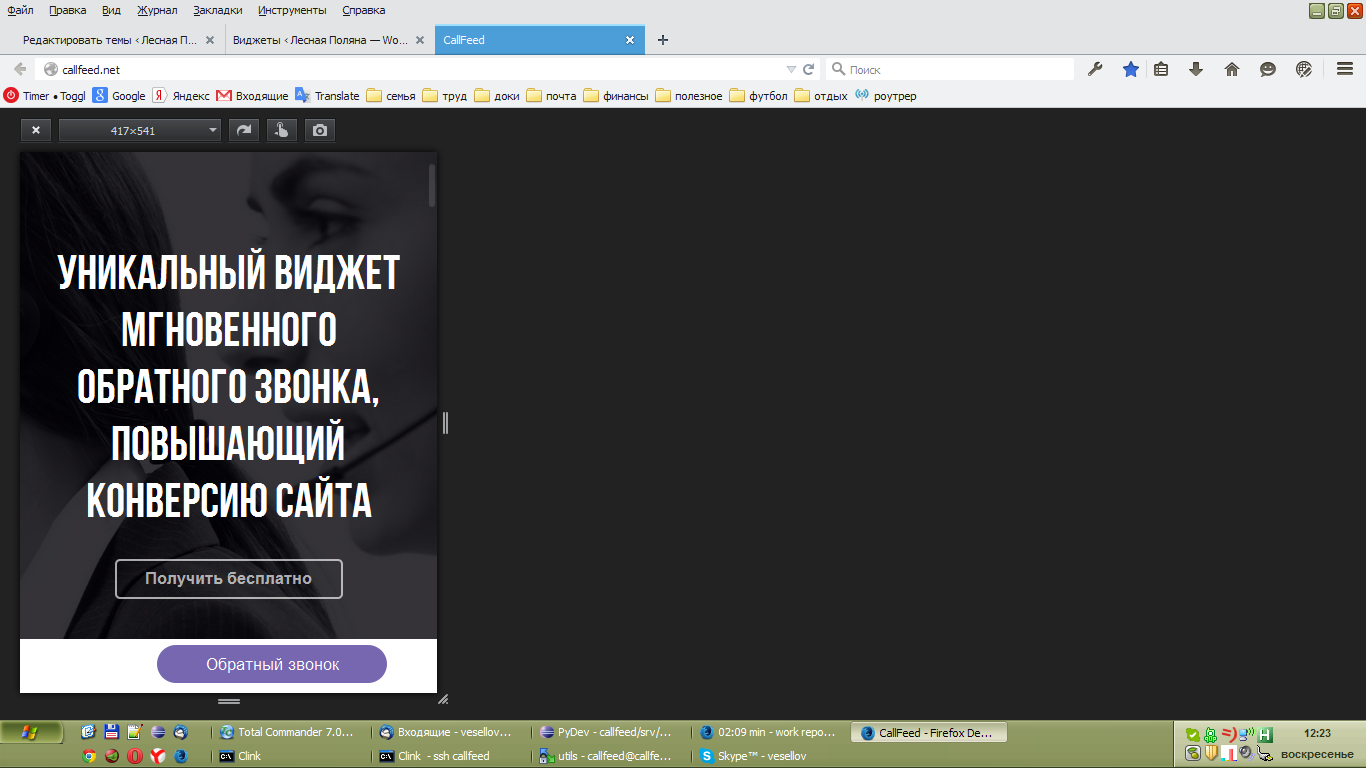 Файл Правка Вид Журнал Закладки Инструменты Справка
Редактировать темы ‹ Лесная П... Виджеты ‹ Лесная Поляна — Wo... CallFeed
callfeed.net Поиск
Timer • Toggl Google Яндекс Входящие Translate семья труд доки почта финансы полезное футбол отдых роутрер
417×541
УНИКАЛЬНЫЙ ВИДЖЕТ
МГНОВЕННОГО
ОБРАТНОГО ЗВОНКА,
ПОВЫШАЮЩИЙ
КОНВЕРСИЮ САЙТА
Получить бесплатно
Обратный звонок
Total Commander 7.0... Входящие - vesellov... PyDev - callfeed/srv/... 02:09 min - work repo... CallFeed - Firefox De... 12:23
Clink Clink - ssh callfeed utils - callfeed@callfe... Skype™ - vesellov воскресенье